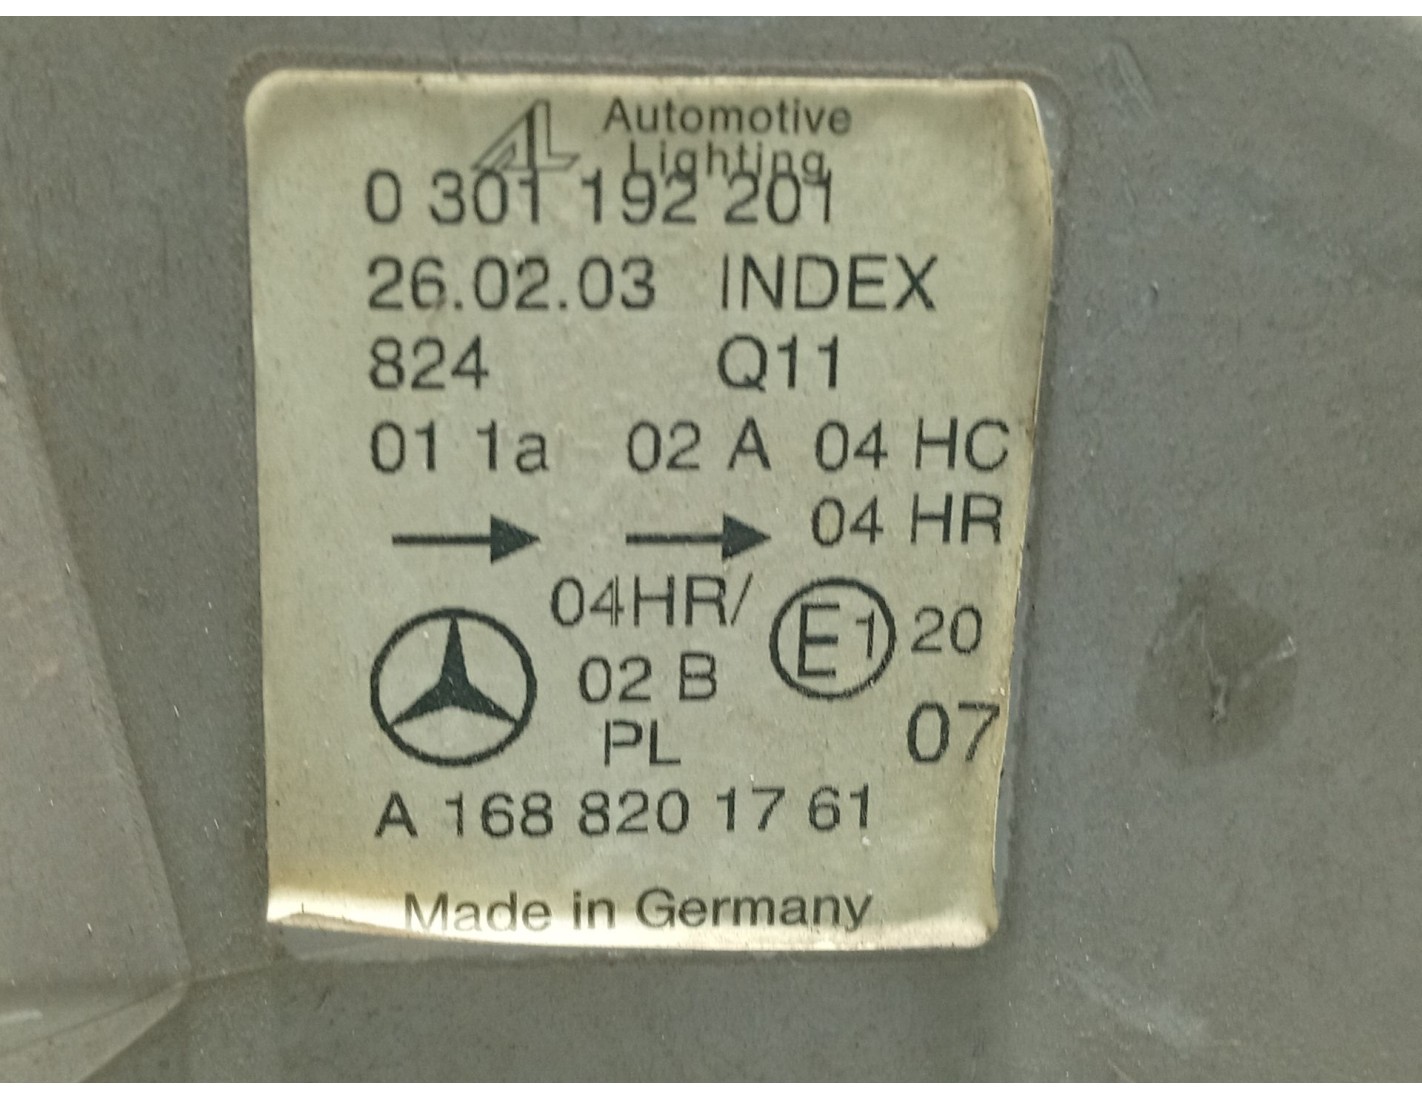 Automotive
Lighting
0 301 192 201
26.02.03 INDEX
824 Q11
01 1a 02 A 04 HC
04 HR
04HR/
02 B
PL
E1 20
07
A 168 820 17 61
Made in Germany